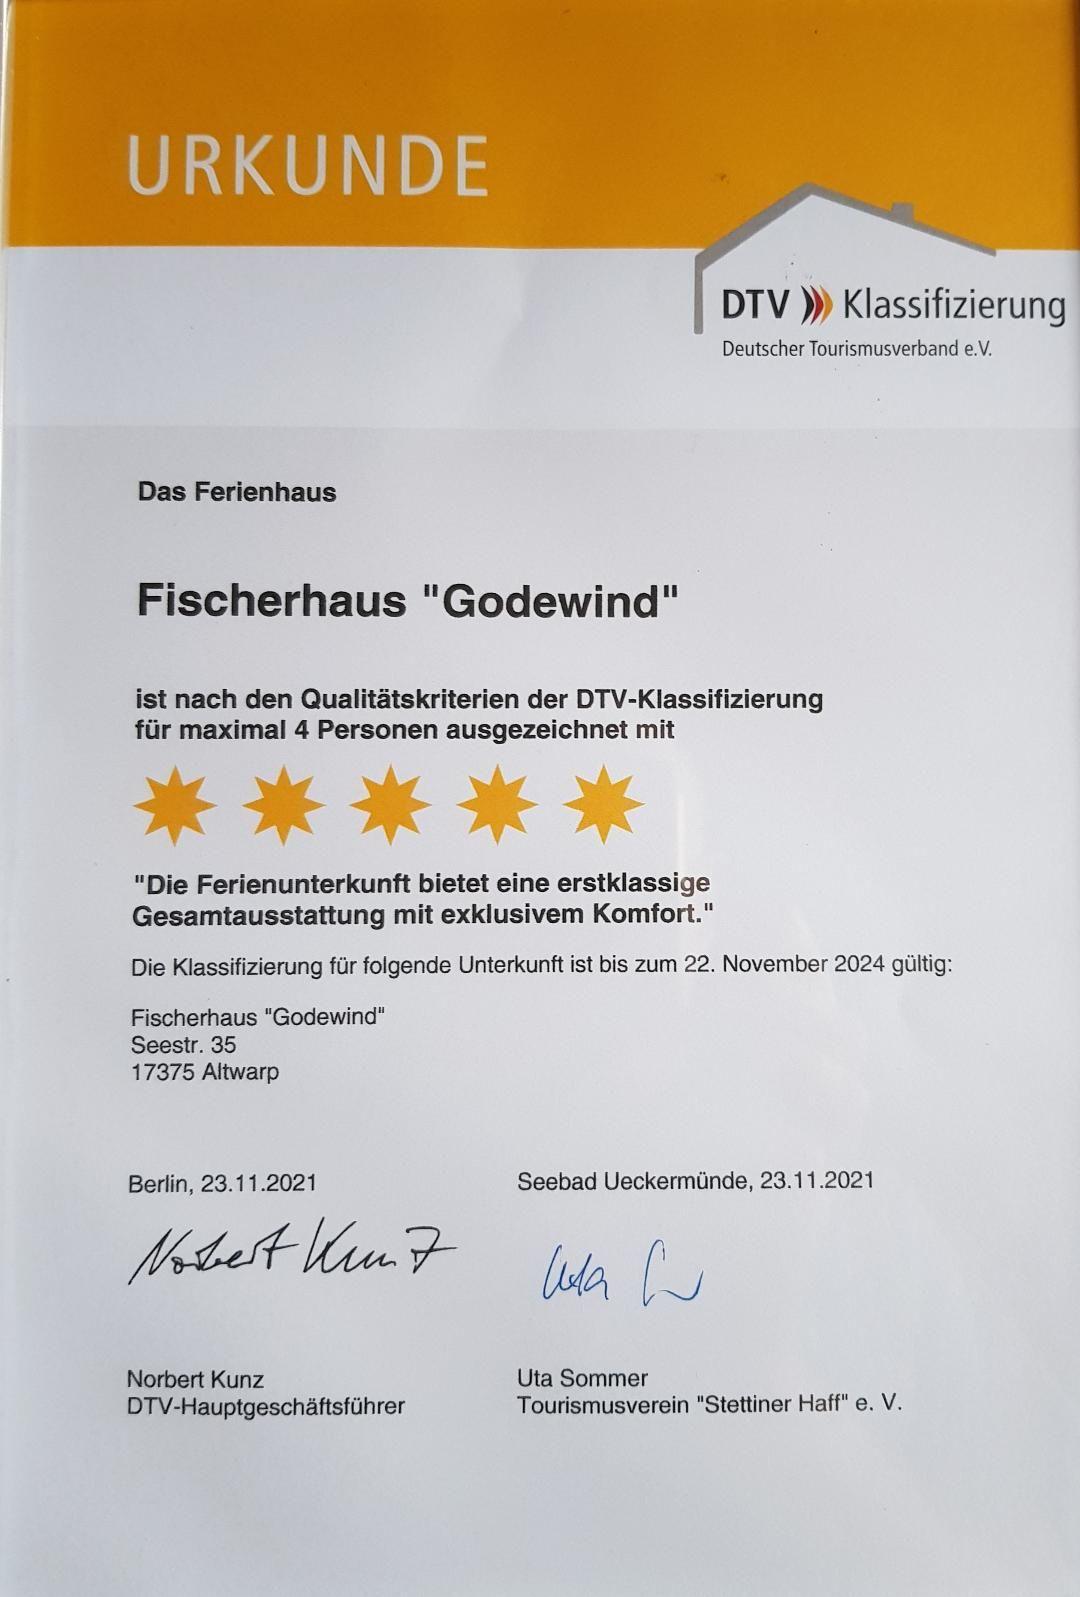 URKUNDE
DTV Klassifizierung
Deutscher Tourismusverband e.V.
Das Ferienhaus
Fischerhaus "Godewind"
ist nach den Qualitätskriterien der DTV-Klassifizierung
für maximal 4 Personen ausgezeichnet mit
"Die Ferienunterkunft bietet eine erstklassige
Gesamtausstattung mit exklusivem Komfort."
Die Klassifizierung für folgende Unterkunft ist bis zum 22. November 2024 gültig:
Fischerhaus "Godewind"
Seestr. 35
17375 Altwarp
Berlin, 23.11.2021
Seebad Ueckermünde, 23.11.2021
Norbert Kunz
Uta
Norbert Kunz
DTV-Hauptgeschäftsführer
Uta Sommer
Tourismusverein "Stettiner Haff" e. V.